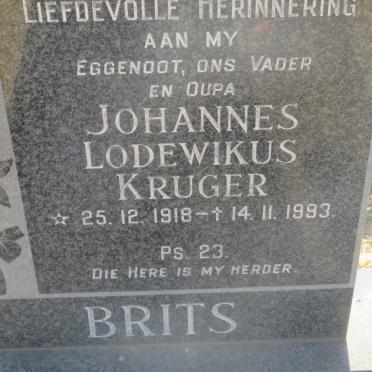 LIEFDEVOLLE HERINNERING
AAN MY
EGGENOOT, ONS VADER
EN OUPA
JOHANNES
LODEWIKUS
KRUGER
☆ 25. 12. 1918 – † 14. 11. 1993.
PS. 23.
DIE HERE IS MY HERDER.
BRITS